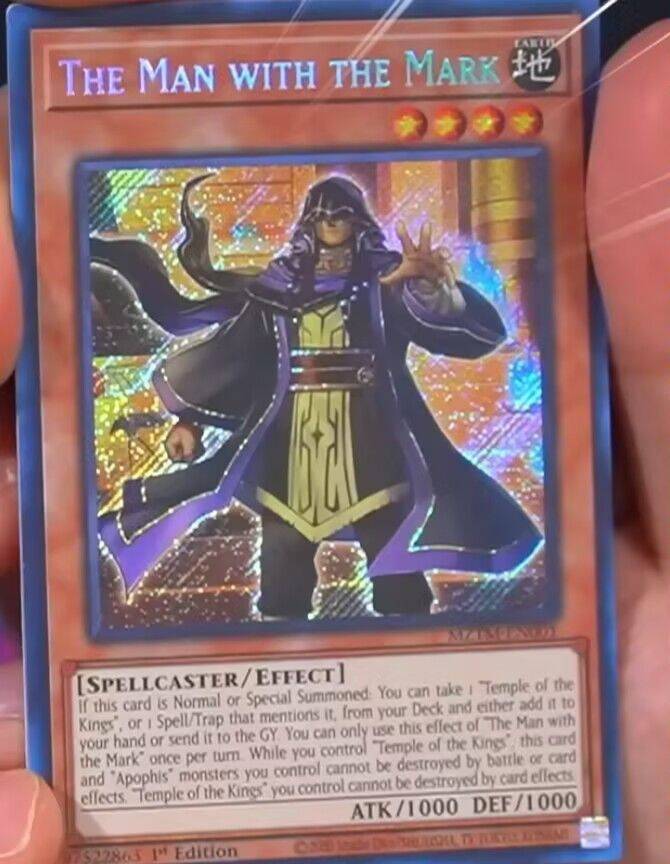 THE MAN WITH THE MARK
EARTH
地
[SPELLCASTER/EFFECT]
If this card is Normal or Special Summoned: You can take 1 "Temple of the
Kings", or 1 Spell/Trap that mentions it, from your Deck and either add it to
your hand or send it to the GY. You can only use this effect of "The Man with
the Mark" once per turn. While you control "Temple of the Kings", this card
and "Apophis" monsters you control cannot be destroyed by battle or card
effects. "Temple of the Kings" you control cannot be destroyed by card effects.
ATK/1000 DEF/1000
1st Edition